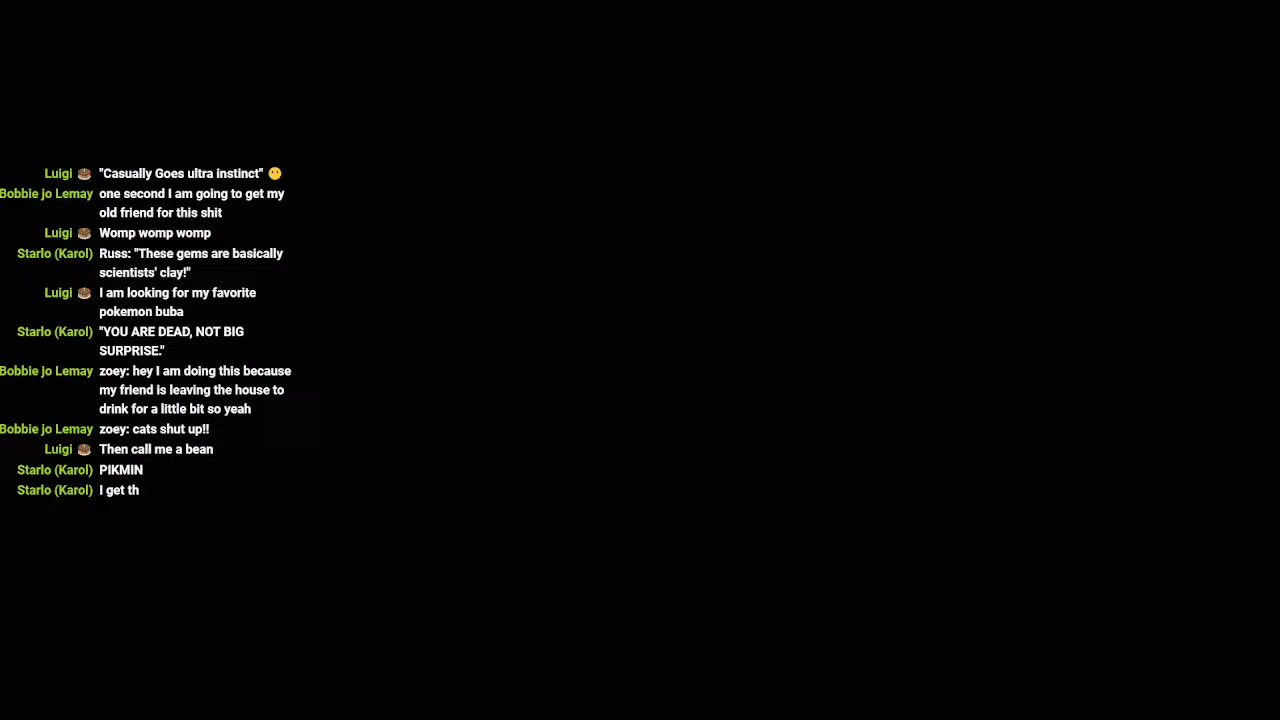 Luigi 🎂 "Casually Goes ultra instinct" 😶
Bobbie jo Lemay one second I am going to get my
old friend for this shit
Luigi 🎂 Womp womp womp
Starlo (Karol) Russ: "These gems are basically
scientists' clay!"
Luigi 🎂 I am looking for my favorite
pokemon buba
Starlo (Karol) "YOU ARE DEAD, NOT BIG
SURPRISE."
Bobbie jo Lemay zoey: hey I am doing this because
my friend is leaving the house to
drink for a little bit so yeah
Bobbie jo Lemay zoey: cats shut up!!
Luigi 🎂 Then call me a bean
Starlo (Karol) PIKMIN
Starlo (Karol) I get th